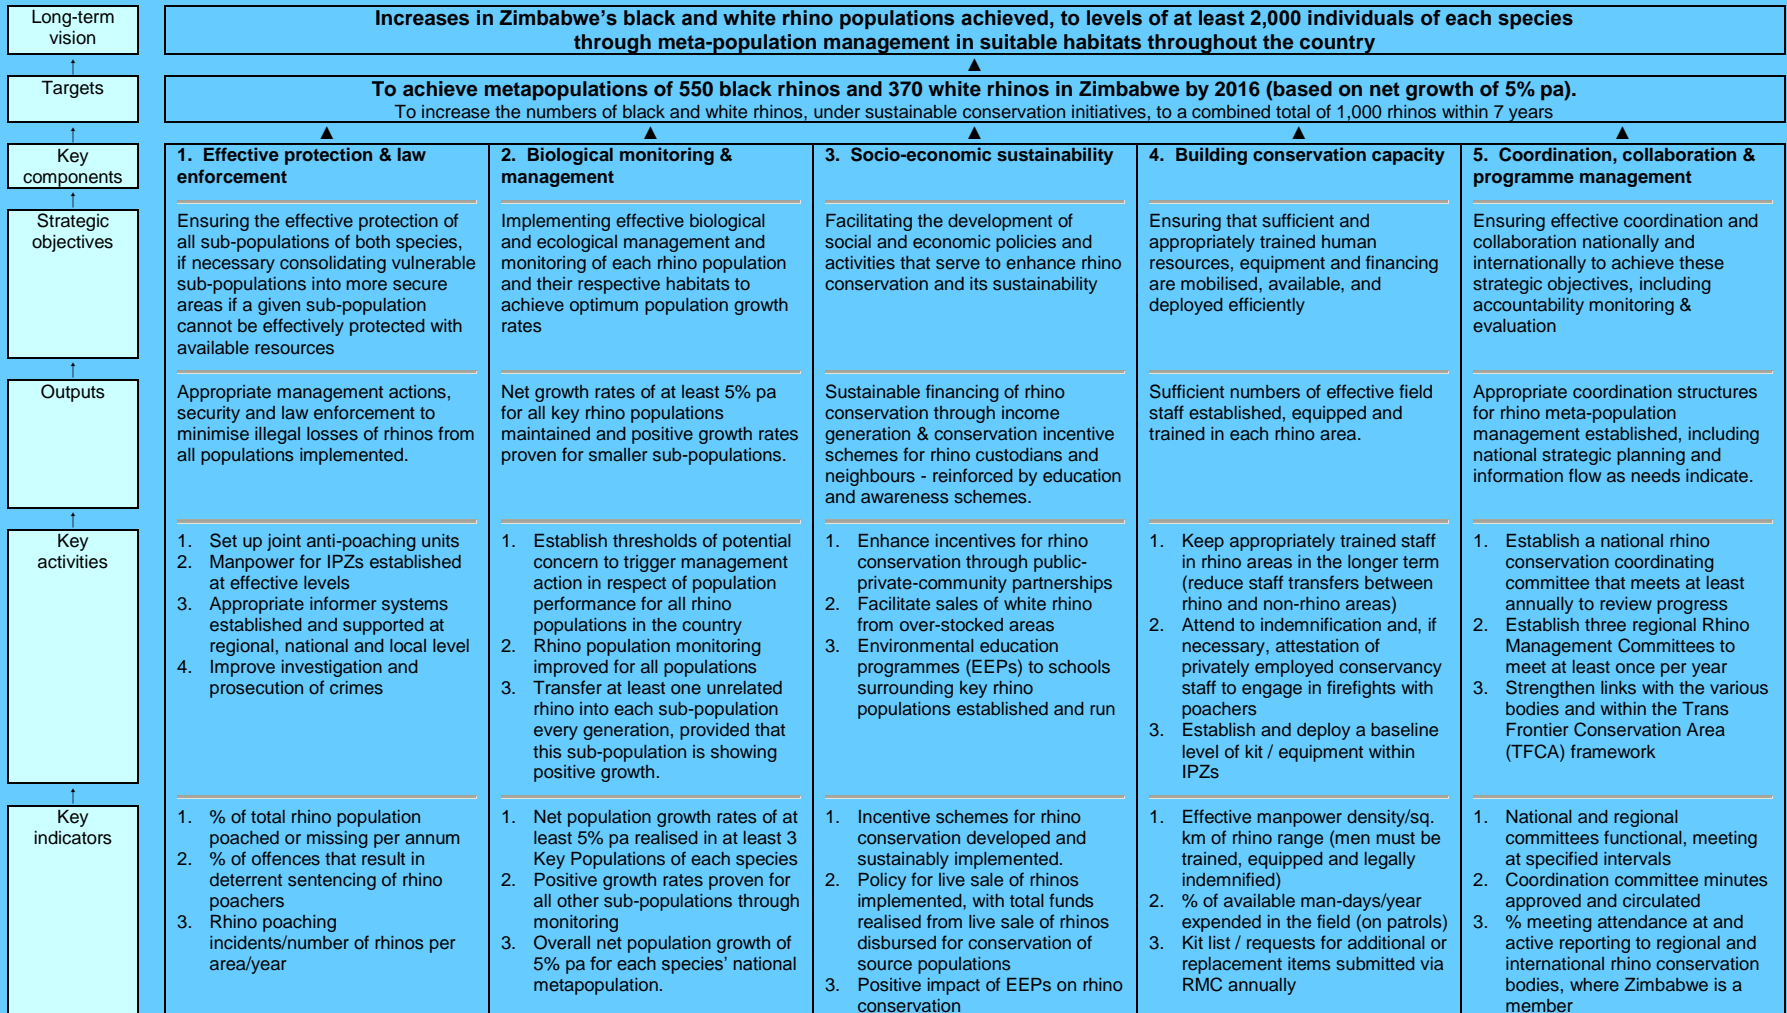 Long-term
vision
Increases in Zimbabwe's black and white rhino populations achieved, to levels of at least 2,000 individuals of each species
through meta-population management in suitable habitats throughout the country
Targets
To achieve metapopulations of 550 black rhinos and 370 white rhinos in Zimbabwe by 2016 (based on net growth of 5% pa).
To increase the numbers of black and white rhinos, under sustainable conservation initiatives, to a combined total of 1,000 rhinos within 7 years
Key
components
1. Effective protection & law
enforcement
2. Biological monitoring &
management
3. Socio-economic sustainability
4. Building conservation capacity
5. Coordination, collaboration &
programme management
Strategic
objectives
Ensuring the effective protection of
all sub-populations of both species,
if necessary consolidating vulnerable
sub-populations into more secure
areas if a given sub-population
cannot be effectively protected with
available resources
Implementing effective biological
and ecological management and
monitoring of each rhino population
and their respective habitats to
achieve optimum population growth
rates
Facilitating the development of
social and economic policies and
activities that serve to enhance rhino
conservation and its sustainability
Ensuring that sufficient and
appropriately trained human
resources, equipment and financing
are mobilised, available, and
deployed efficiently
Ensuring effective coordination and
collaboration nationally and
internationally to achieve these
strategic objectives, including
accountability monitoring &
evaluation
Outputs
Appropriate management actions,
security and law enforcement to
minimise illegal losses of rhinos from
all populations implemented.
Net growth rates of at least 5% pa
for all key rhino populations
maintained and positive growth rates
proven for smaller sub-populations.
Sustainable financing of rhino
conservation through income
generation & conservation incentive
schemes for rhino custodians and
neighbours - reinforced by education
and awareness schemes.
Sufficient numbers of effective field
staff established, equipped and
trained in each rhino area.
Appropriate coordination structures
for rhino meta-population
management established, including
national strategic planning and
information flow as needs indicate.
Key
activities
1. Set up joint anti-poaching units
2. Manpower for IPZs established
at effective levels
3. Appropriate informer systems
established and supported at
regional, national and local level
4. Improve investigation and
prosecution of crimes
1. Establish thresholds of potential
concern to trigger management
action in respect of population
performance for all rhino
populations in the country
2. Rhino population monitoring
improved for all populations
3. Transfer at least one unrelated
rhino into each sub-population
every generation, provided that
this sub-population is showing
positive growth.
1. Enhance incentives for rhino
conservation through public-
private-community partnerships
2. Facilitate sales of white rhino
from over-stocked areas
3. Environmental education
programmes (EEPs) to schools
surrounding key rhino
populations established and run
1. Keep appropriately trained staff
in rhino areas in the longer term
(reduce staff transfers between
rhino and non-rhino areas)
2. Attend to indemnification and, if
necessary, attestation of
privately employed conservancy
staff to engage in firefights with
poachers
3. Establish and deploy a baseline
level of kit / equipment within
IPZs
1. Establish a national rhino
conservation coordinating
committee that meets at least
annually to review progress
2. Establish three regional Rhino
Management Committees to
meet at least once per year
3. Strengthen links with the various
bodies and within the Trans
Frontier Conservation Area
(TFCA) framework
Key
indicators
1. % of total rhino population
poached or missing per annum
2. % of offences that result in
deterrent sentencing of rhino
poachers
3. Rhino poaching
incidents/number of rhinos per
area/year
1. Net population growth rates of at
least 5% pa realised in at least 3
Key Populations of each species
2. Positive growth rates proven for
all other sub-populations through
monitoring
3. Overall net population growth of
5% pa for each species' national
metapopulation.
1. Incentive schemes for rhino
conservation developed and
sustainably implemented.
2. Policy for live sale of rhinos
implemented, with total funds
realised from live sale of rhinos
disbursed for conservation of
source populations
3. Positive impact of EEPs on rhino
conservation
1. Effective manpower density/sq.
km of rhino range (men must be
trained, equipped and legally
indemnified)
2. % of available man-days/year
expended in the field (on patrols)
3. Kit list / requests for additional or
replacement items submitted via
RMC annually
1. National and regional
committees functional, meeting
at specified intervals
2. Coordination committee minutes
approved and circulated
3. % meeting attendance at and
active reporting to regional and
international rhino conservation
bodies, where Zimbabwe is a
member